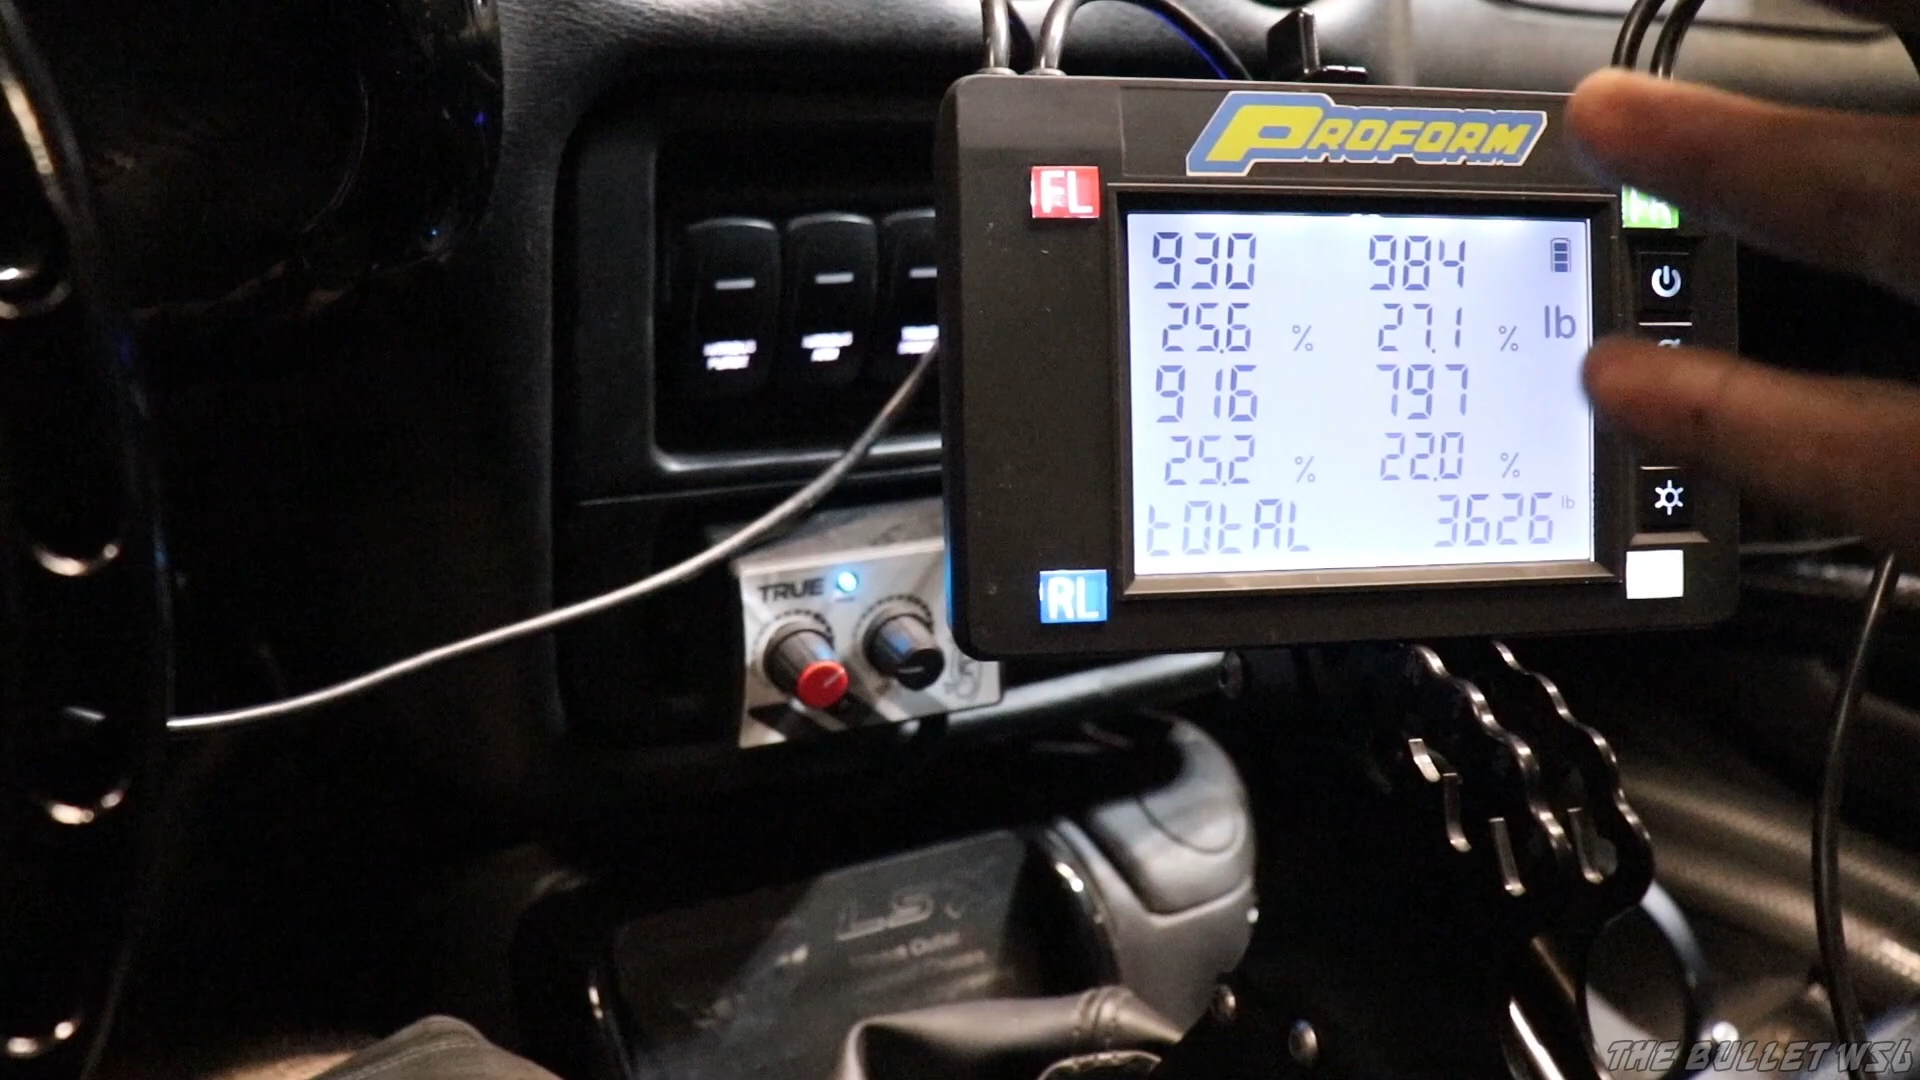 PROFORM
FL
930 984
25.6 % 27.1 % lb
916 797
25.2 % 22.0 %
total 3626 lb
RL
TRUE
THE BULLET WS6